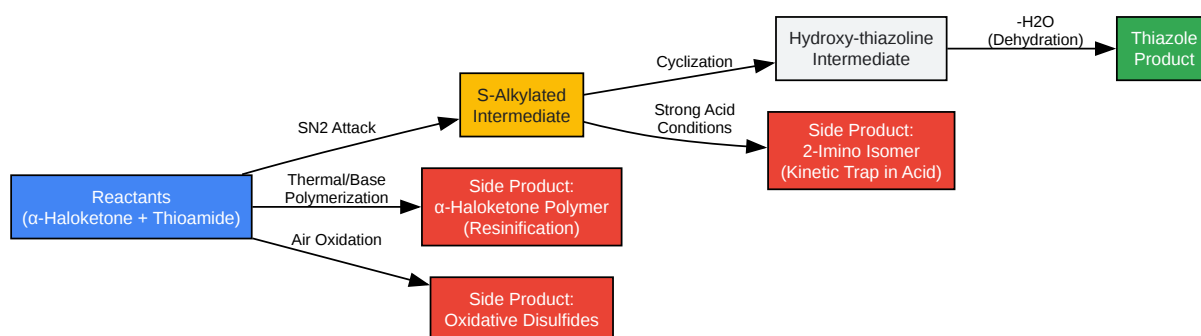 Reactants
(α-Haloketone + Thioamide)
SN2 Attack
Thermal/Base
Polymerization
Air Oxidation
S-Alkylated
Intermediate
Side Product:
α-Haloketone Polymer
(Resinification)
Side Product:
Oxidative Disulfides
Cyclization
Strong Acid
Conditions
Hydroxy-thiazoline
Intermediate
Side Product:
2-Imino Isomer
(Kinetic Trap in Acid)
-H2O
(Dehydration)
Thiazole
Product